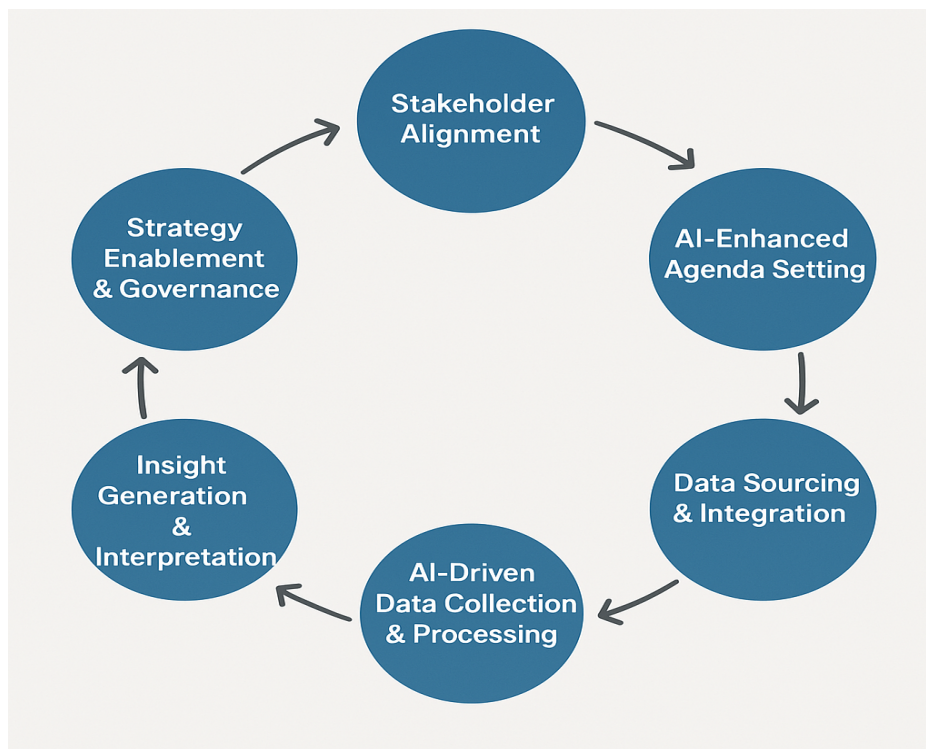 Stakeholder
Alignment
AI-Enhanced
Agenda Setting
Data Sourcing
& Integration
AI-Driven
Data Collection
& Processing
Insight
Generation
&
Interpretation
Strategy
Enablement
& Governance